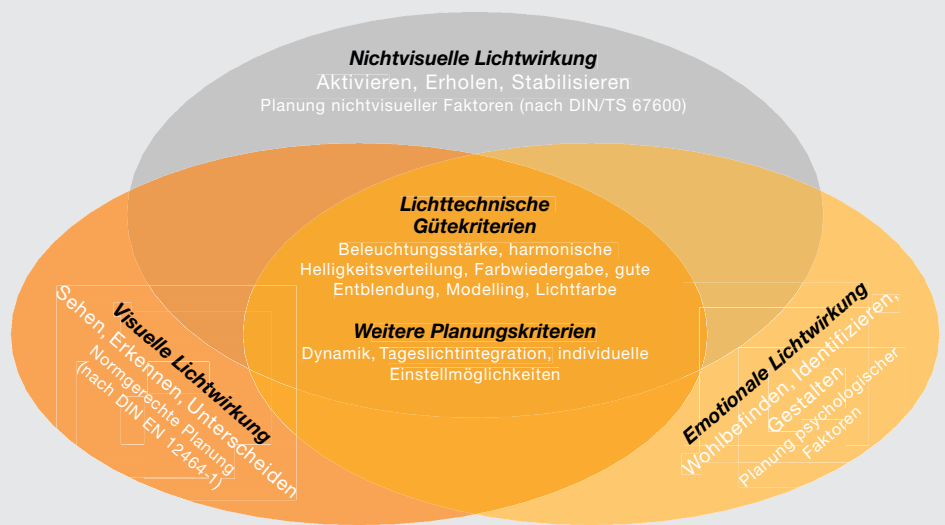 Nichtvisuelle Lichtwirkung
Aktivieren, Erholen, Stabilisieren
Planung nichtvisueller Faktoren (nach DIN/TS 67600)
Lichttechnische
Gütekriterien
Beleuchtungsstärke, harmonische
Helligkeitsverteilung, Farbwiedergabe, gute
Entblendung, Modelling, Lichtfarbe
Weitere Planungskriterien
Dynamik, Tageslichtintegration, individuelle
Einstellmöglichkeiten
Visuelle Lichtwirkung
Sehen, Erkennen, Unterscheiden
Normgerechte Planung
(nach DIN EN 12464-1)
Emotionale Lichtwirkung
Wohlbefinden, Identifizieren,
Gestalten
Planung psychologischer
Faktoren